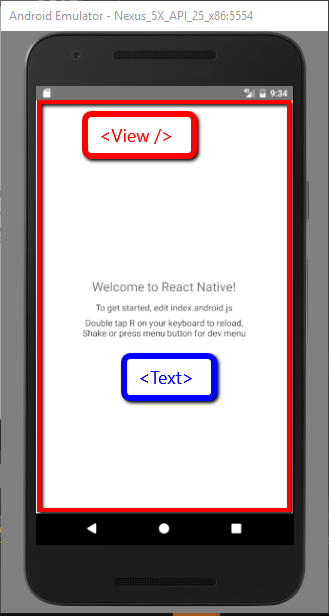 Android Emulator - Nexus_5X_API_25_x86:5554
9:34
<View />
Welcome to React Native!
To get started, edit index.android.js
Double tap R on your keyboard to reload,
Shake or press menu button for dev menu
<Text>